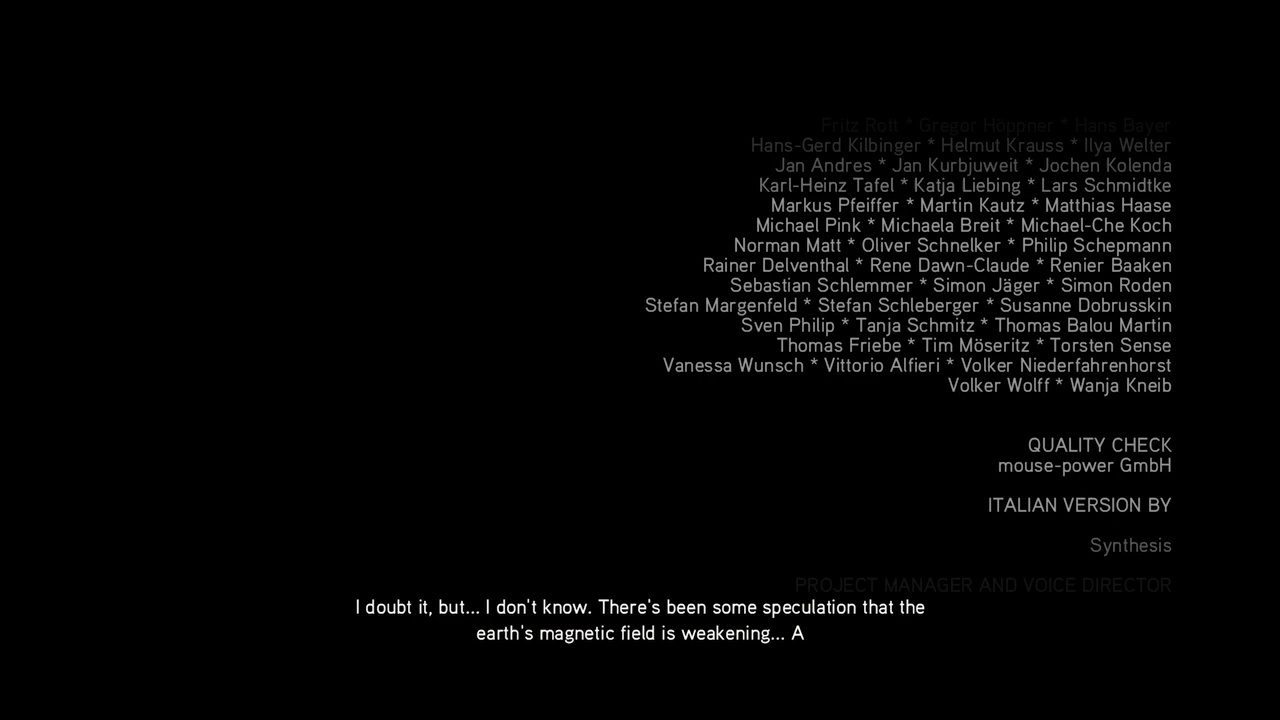 Fritz Rott * Gregor Höppner * Hans Bayer
Hans-Gerd Kilbinger * Helmut Krauss * Ilya Welter
Jan Andres * Jan Kurbjuweit * Jochen Kolenda
Karl-Heinz Tafel * Katja Liebing * Lars Schmidtke
Markus Pfeiffer * Martin Kautz * Matthias Haase
Michael Pink * Michaela Breit * Michael-Che Koch
Norman Matt * Oliver Schnelker * Philip Schepmann
Rainer Delventhal * Rene Dawn-Claude * Renier Baaken
Sebastian Schlemmer * Simon Jäger * Simon Roden
Stefan Margenfeld * Stefan Schleberger * Susanne Dobrusskin
Sven Philip * Tanja Schmitz * Thomas Balou Martin
Thomas Friebe * Tim Möseritz * Torsten Sense
Vanessa Wunsch * Vittorio Alfieri * Volker Niederfahrenhorst
Volker Wolff * Wanja Kneib
QUALITY CHECK
mouse-power GmbH
ITALIAN VERSION BY
Synthesis
PROJECT MANAGER AND VOICE DIRECTOR
I doubt it, but... I don't know. There's been some speculation that the
earth's magnetic field is weakening... A